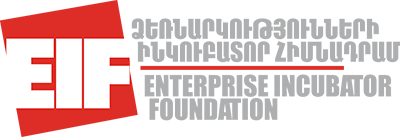 EIF
ՁԵՌՆԱՐԿՈՒԹՅՈՒՆՆԵՐԻ
ԻՆԿՈՒԲԱՏՈՐ ՀԻՄՆԱԴՐԱՄ
ENTERPRISE INCUBATOR
FOUNDATION